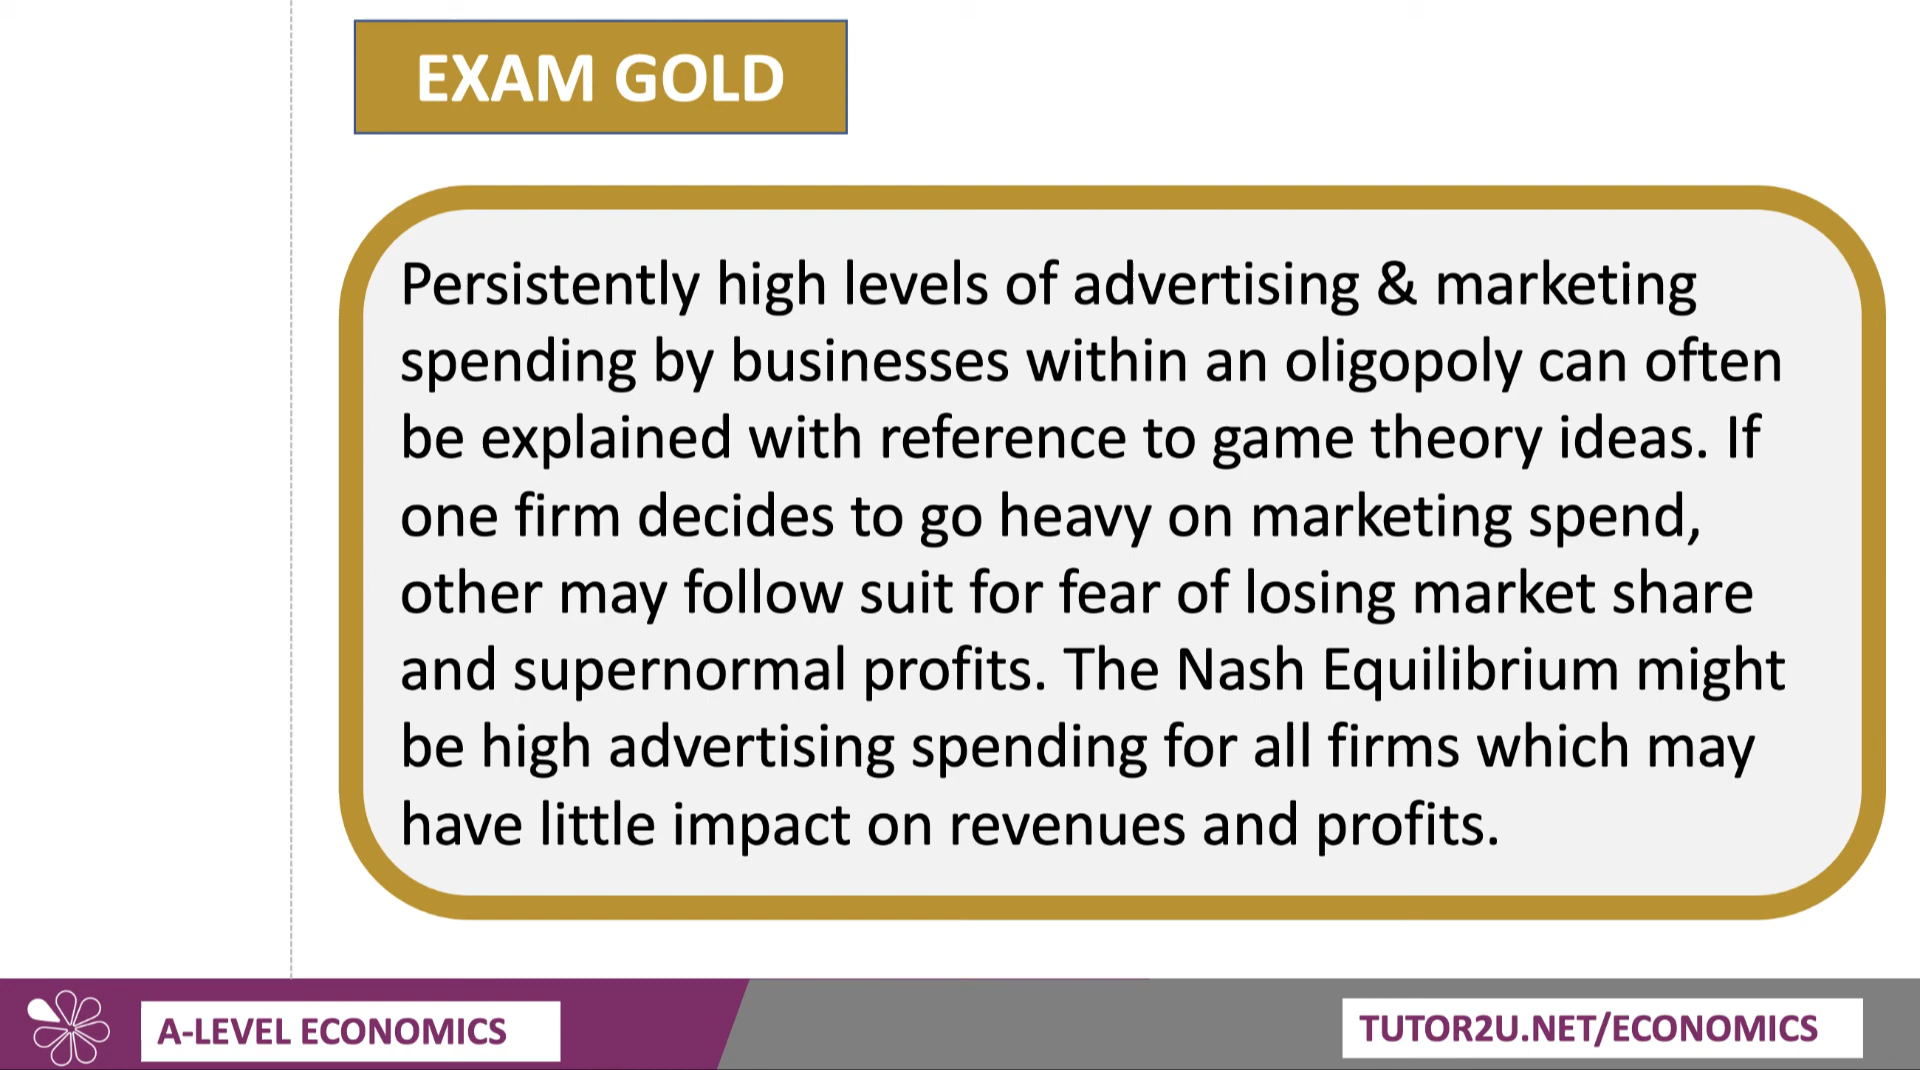 EXAM GOLD
Persistently high levels of advertising & marketing
spending by businesses within an oligopoly can often
be explained with reference to game theory ideas. If
one firm decides to go heavy on marketing spend,
other may follow suit for fear of losing market share
and supernormal profits. The Nash Equilibrium might
be high advertising spending for all firms which may
have little impact on revenues and profits.
A-LEVEL ECONOMICS
TUTOR2U.NET/ECONOMICS